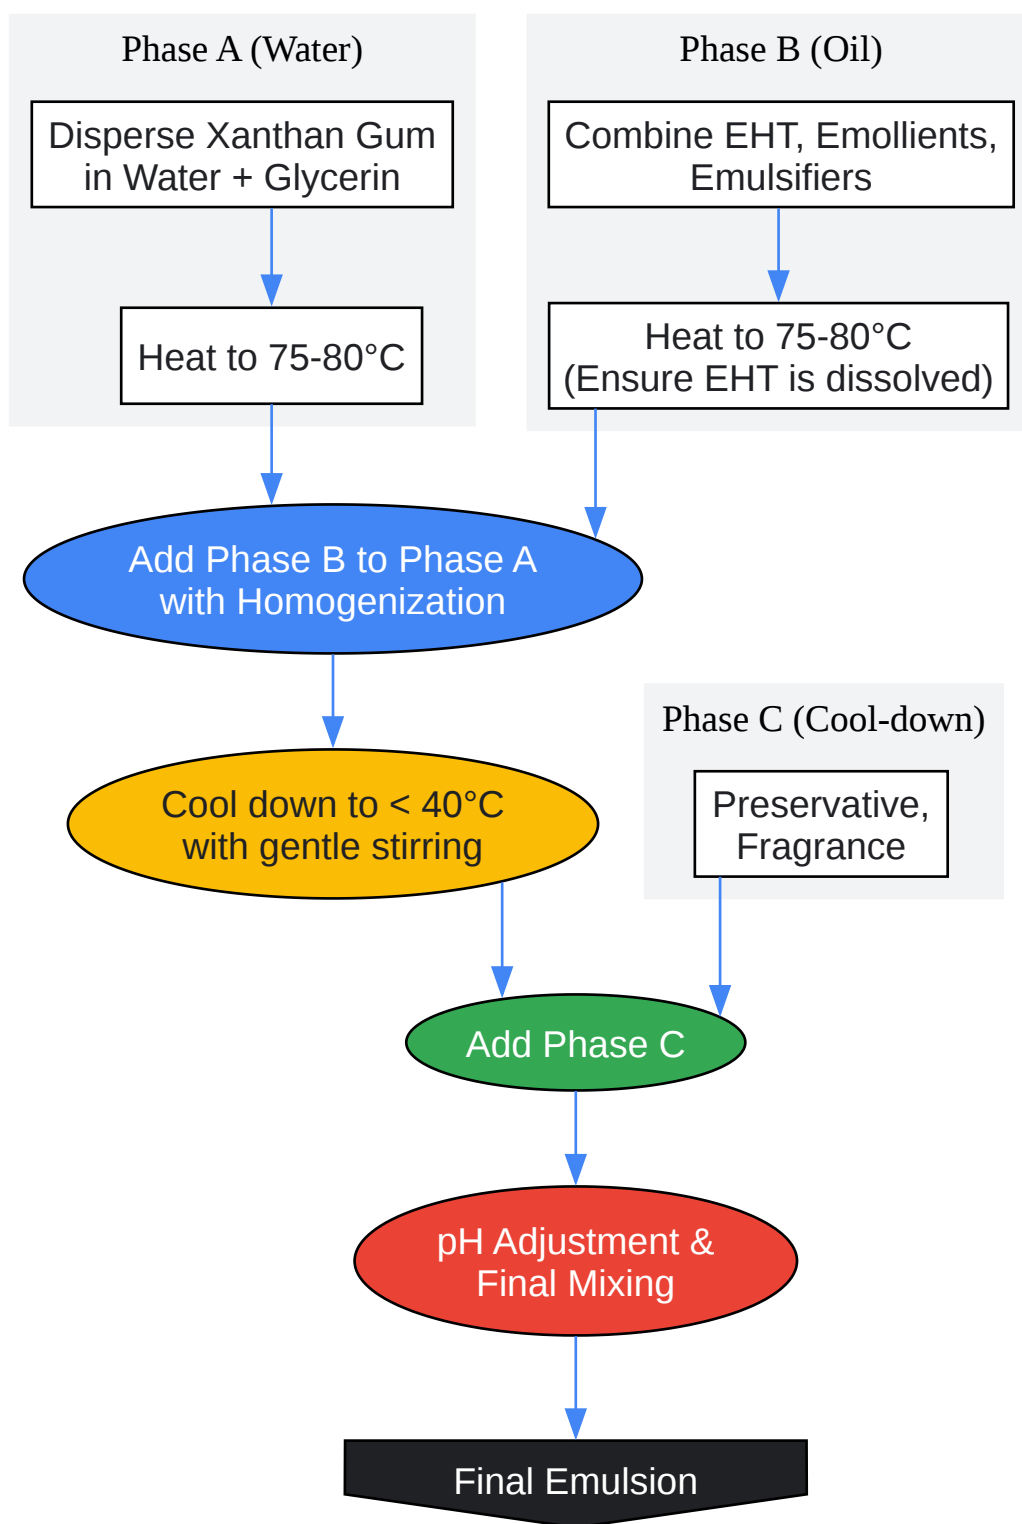 Phase A (Water)
Disperse Xanthan Gum
in Water + Glycerin
Heat to 75-80°C
Phase B (Oil)
Combine EHT, Emollients,
Emulsifiers
Heat to 75-80°C
(Ensure EHT is dissolved)
Add Phase B to Phase A
with Homogenization
Cool down to < 40°C
with gentle stirring
Phase C (Cool-down)
Preservative,
Fragrance
Add Phase C
pH Adjustment &
Final Mixing
Final Emulsion